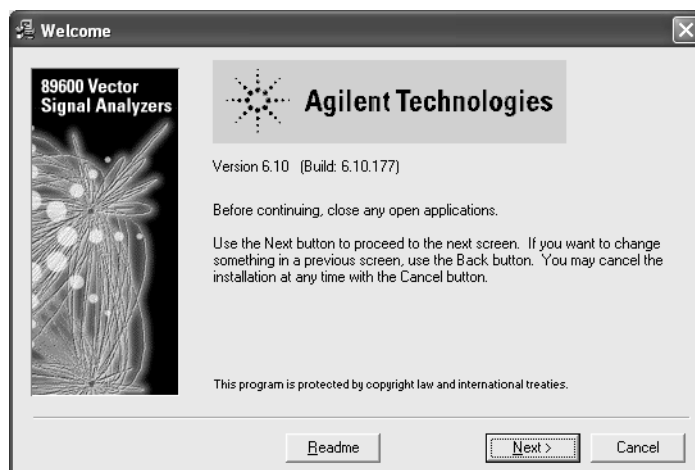 Welcome
89600 Vector
Signal Analyzers
Agilent Technologies
Version 6.10 (Build: 6.10.177)
Before continuing, close any open applications.
Use the Next button to proceed to the next screen. If you want to change
something in a previous screen, use the Back button. You may cancel the
installation at any time with the Cancel button.
This program is protected by copyright law and international treaties.
Readme
Next >
Cancel